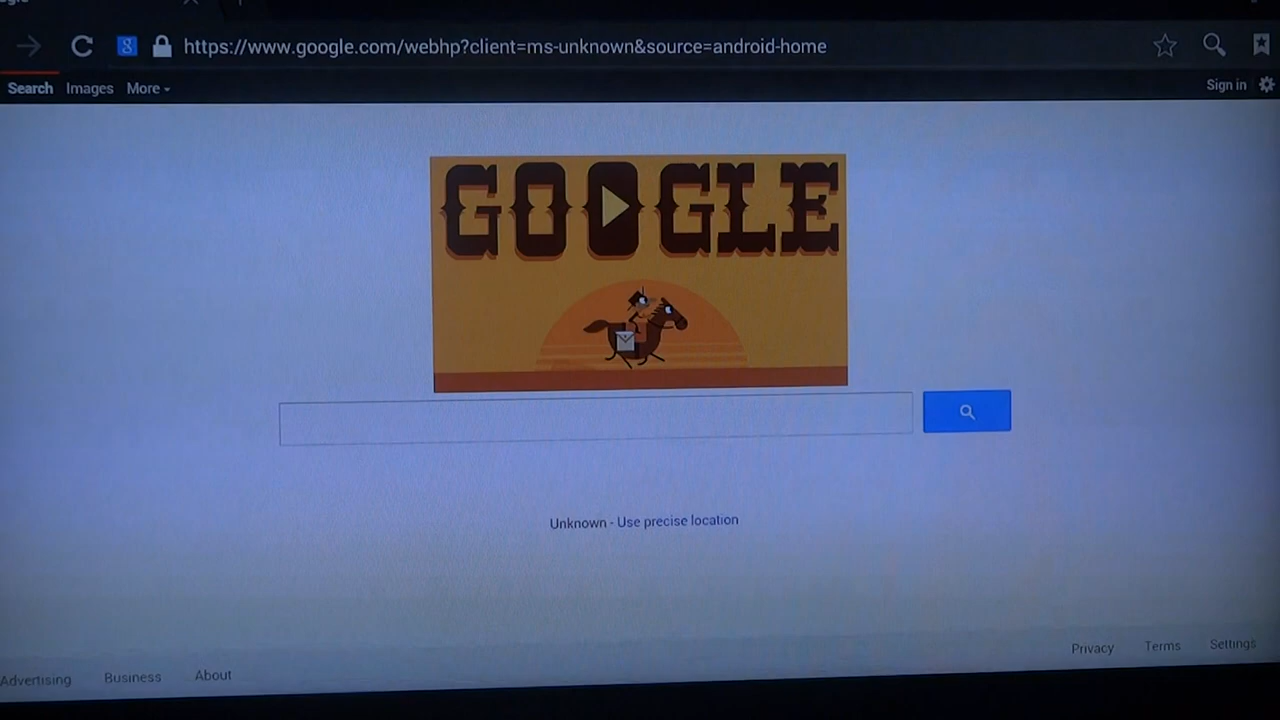 https://www.google.com/webhp?client=ms-unknown&source=android-home
Search Images More
Sign in
GOOGLE
Unknown - Use precise location
Privacy Terms Settings
Advertising Business About